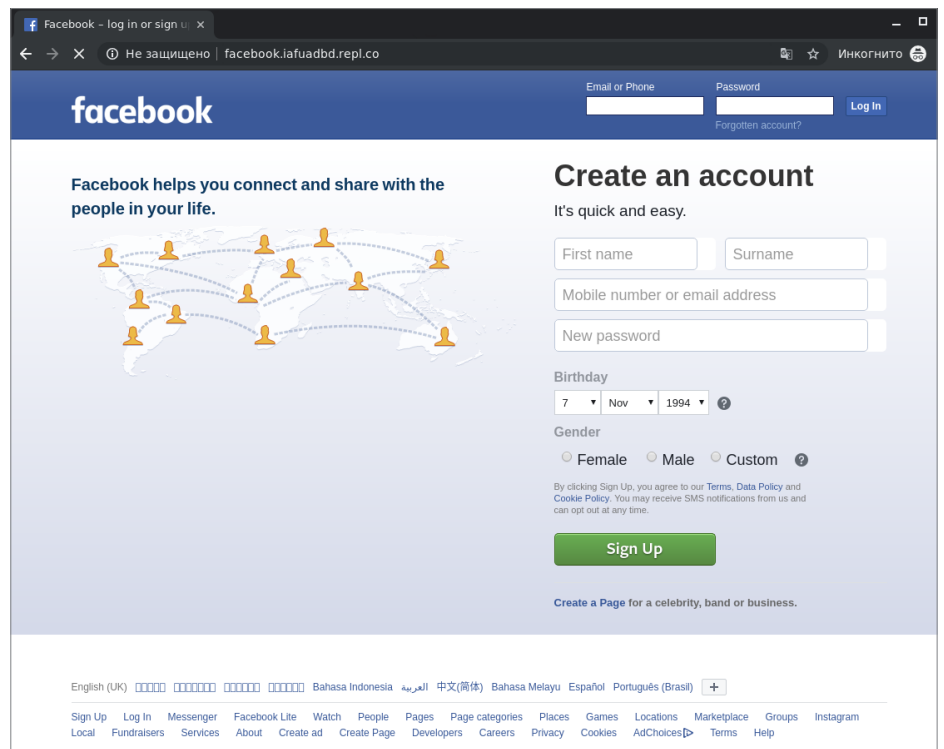 Facebook – log in or sign u
Не защищено facebook.iafuadbd.repl.co Инкогнито
Email or Phone Password
facebook Log In
Forgotten account?
Facebook helps you connect and share with the
people in your life.
Create an account
It's quick and easy.
First name Surname
Mobile number or email address
New password
Birthday
7 Nov 1994
Gender
Female Male Custom
By clicking Sign Up, you agree to our Terms, Data Policy and
Cookie Policy. You may receive SMS notifications from us and
can opt out at any time.
Sign Up
Create a Page for a celebrity, band or business.
English (UK) Bahasa Indonesia العربية 中文(简体) Bahasa Melayu Español Português (Brasil)
Sign Up Log In Messenger Facebook Lite Watch People Pages Page categories Places Games Locations Marketplace Groups Instagram
Local Fundraisers Services About Create ad Create Page Developers Careers Privacy Cookies AdChoices Terms Help